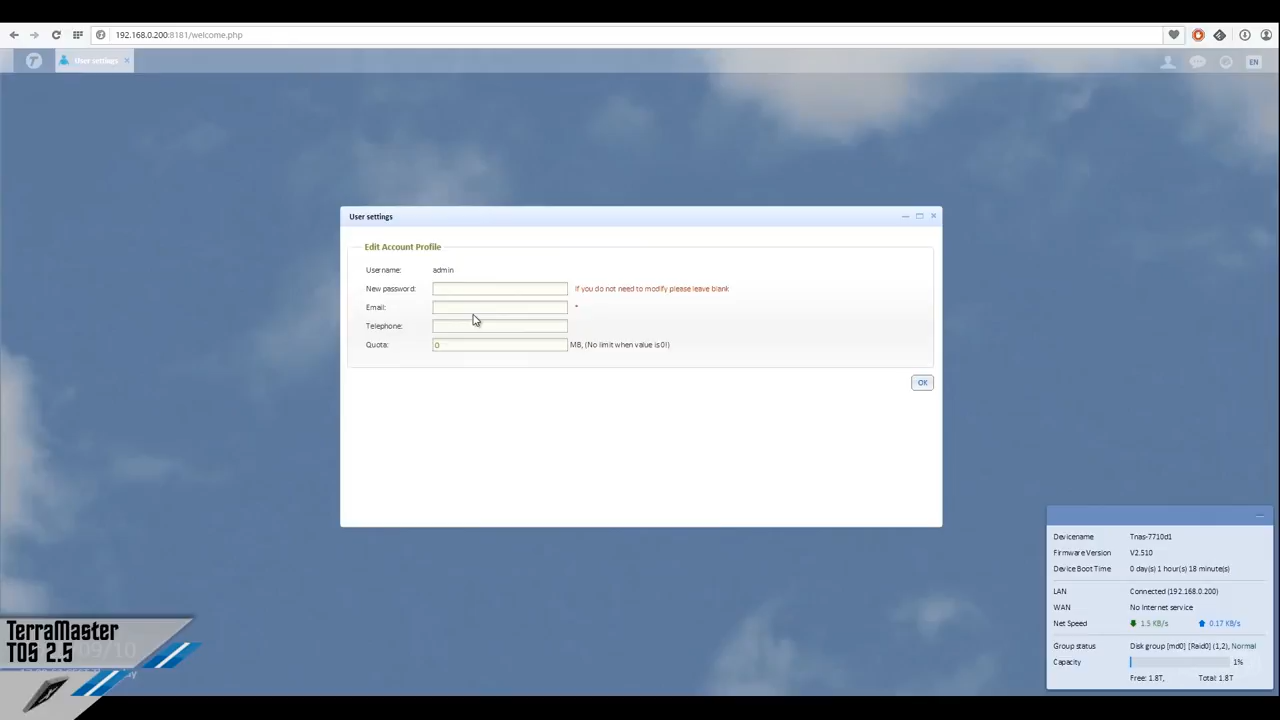 192.168.0.200:8181/welcome.php
User settings
EN
User settings
Edit Account Profile
Username: admin
New password: If you do not need to modify please leave blank
Email: *
Telephone:
Quota: 0 MB, (No limit when value is 0!)
OK
Devicename Tnas-7710d1
Firmware Version V2.510
Device Boot Time 0 day(s) 1 hour(s) 18 minute(s)
LAN Connected (192.168.0.200)
WAN No Internet service
Net Speed 1.5 KB/s 0.17 KB/s
Group status Disk group [md0] [Raid0] (1,2), Normal
Capacity 1%
Free: 1.8T, Total: 1.8T
TerraMaster
TOS 2.5
09/10